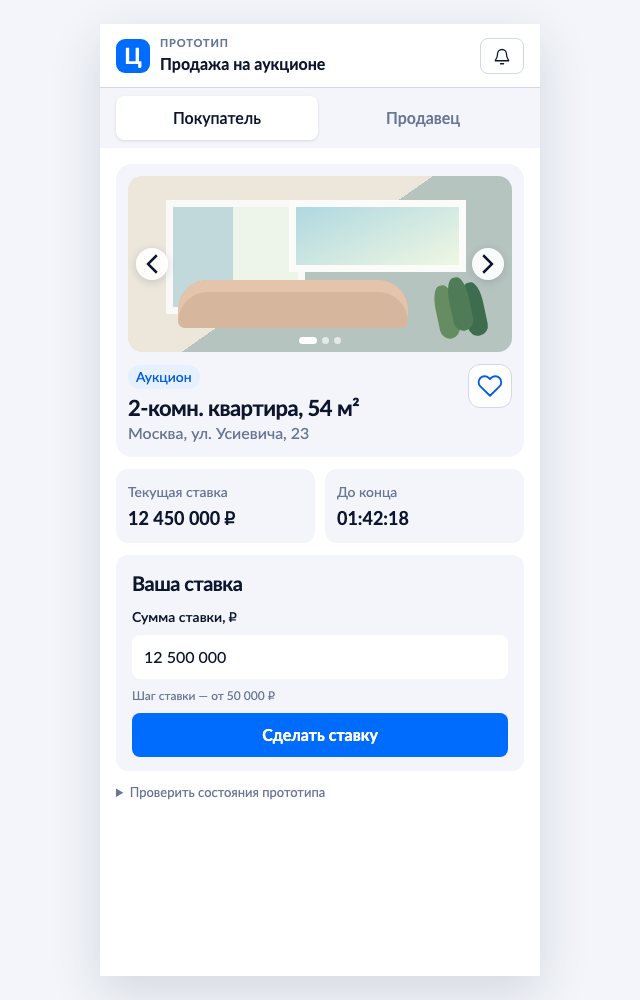 Ц
ПРОТОТИП
Продажа на аукционе
Покупатель
Продавец
Аукцион
2-комн. квартира, 54 м²
Москва, ул. Усиевича, 23
Текущая ставка
12 450 000 ₽
До конца
01:42:18
Ваша ставка
Сумма ставки, ₽
12 500 000
Шаг ставки — от 50 000 ₽
Сделать ставку
Проверить состояния прототипа